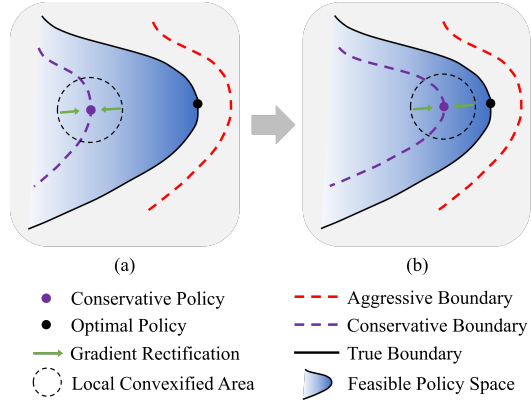 (a)
(b)
Conservative Policy
Optimal Policy
Gradient Rectification
Local Convexified Area
Aggressive Boundary
Conservative Boundary
True Boundary
Feasible Policy Space